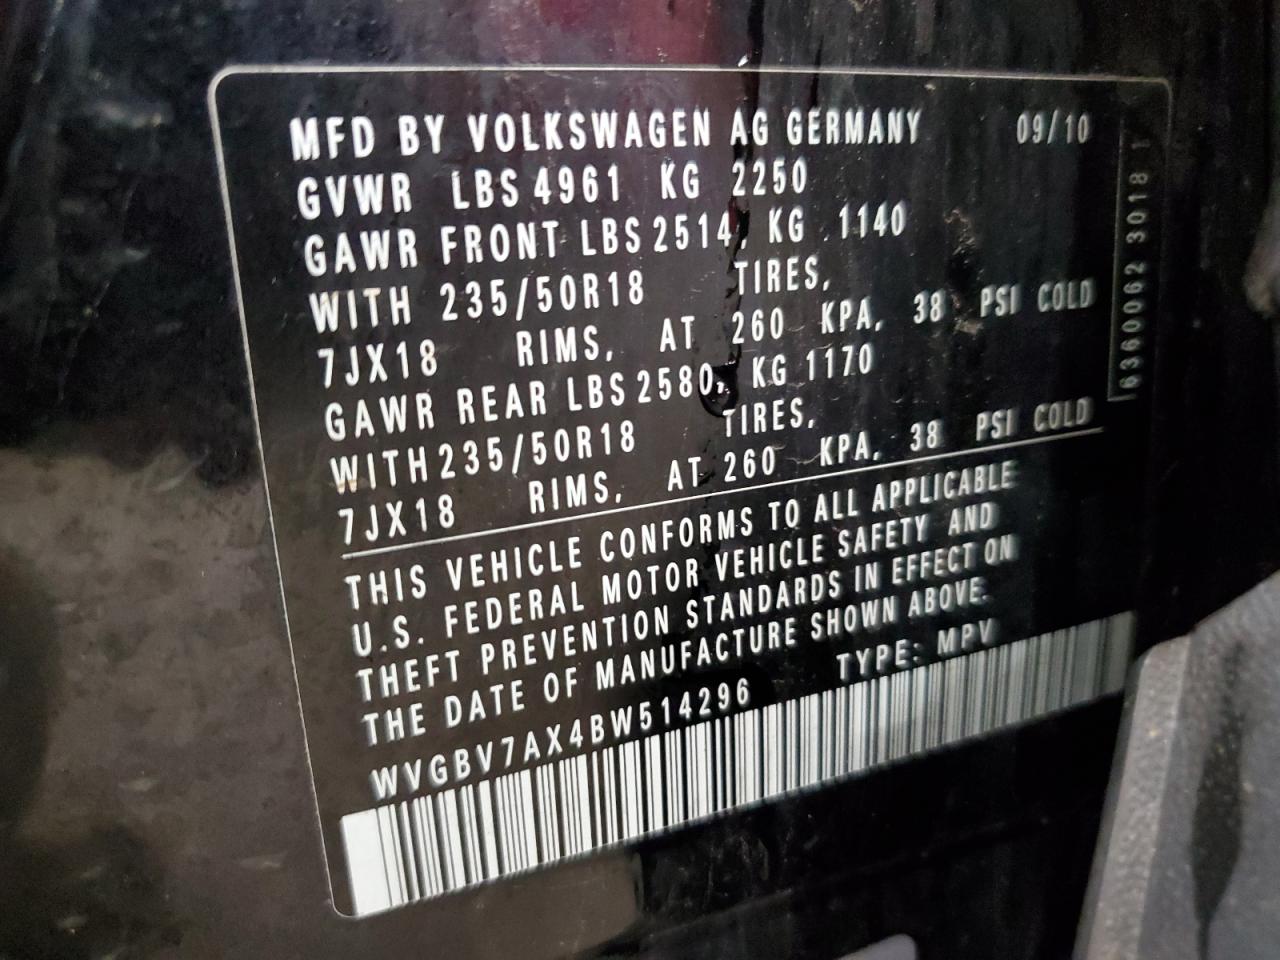 MFD BY VOLKSWAGEN AG GERMANY 09/10
GVWR LBS 4961 KG 2250
GAWR FRONT LBS 2514, KG 1140
WITH 235/50R18 TIRES,
7JX18 RIMS, AT 260 KPA, 38 PSI COLD
GAWR REAR LBS 2580, KG 1170
WITH 235/50R18 TIRES,
7JX18 RIMS, AT 260 KPA, 38 PSI COLD
THIS VEHICLE CONFORMS TO ALL APPLICABLE
U.S. FEDERAL MOTOR VEHICLE SAFETY AND
THEFT PREVENTION STANDARDS IN EFFECT ON
THE DATE OF MANUFACTURE SHOWN ABOVE.
WVGBV7AX4BW514296 TYPE: MPV
6360062 3018 1